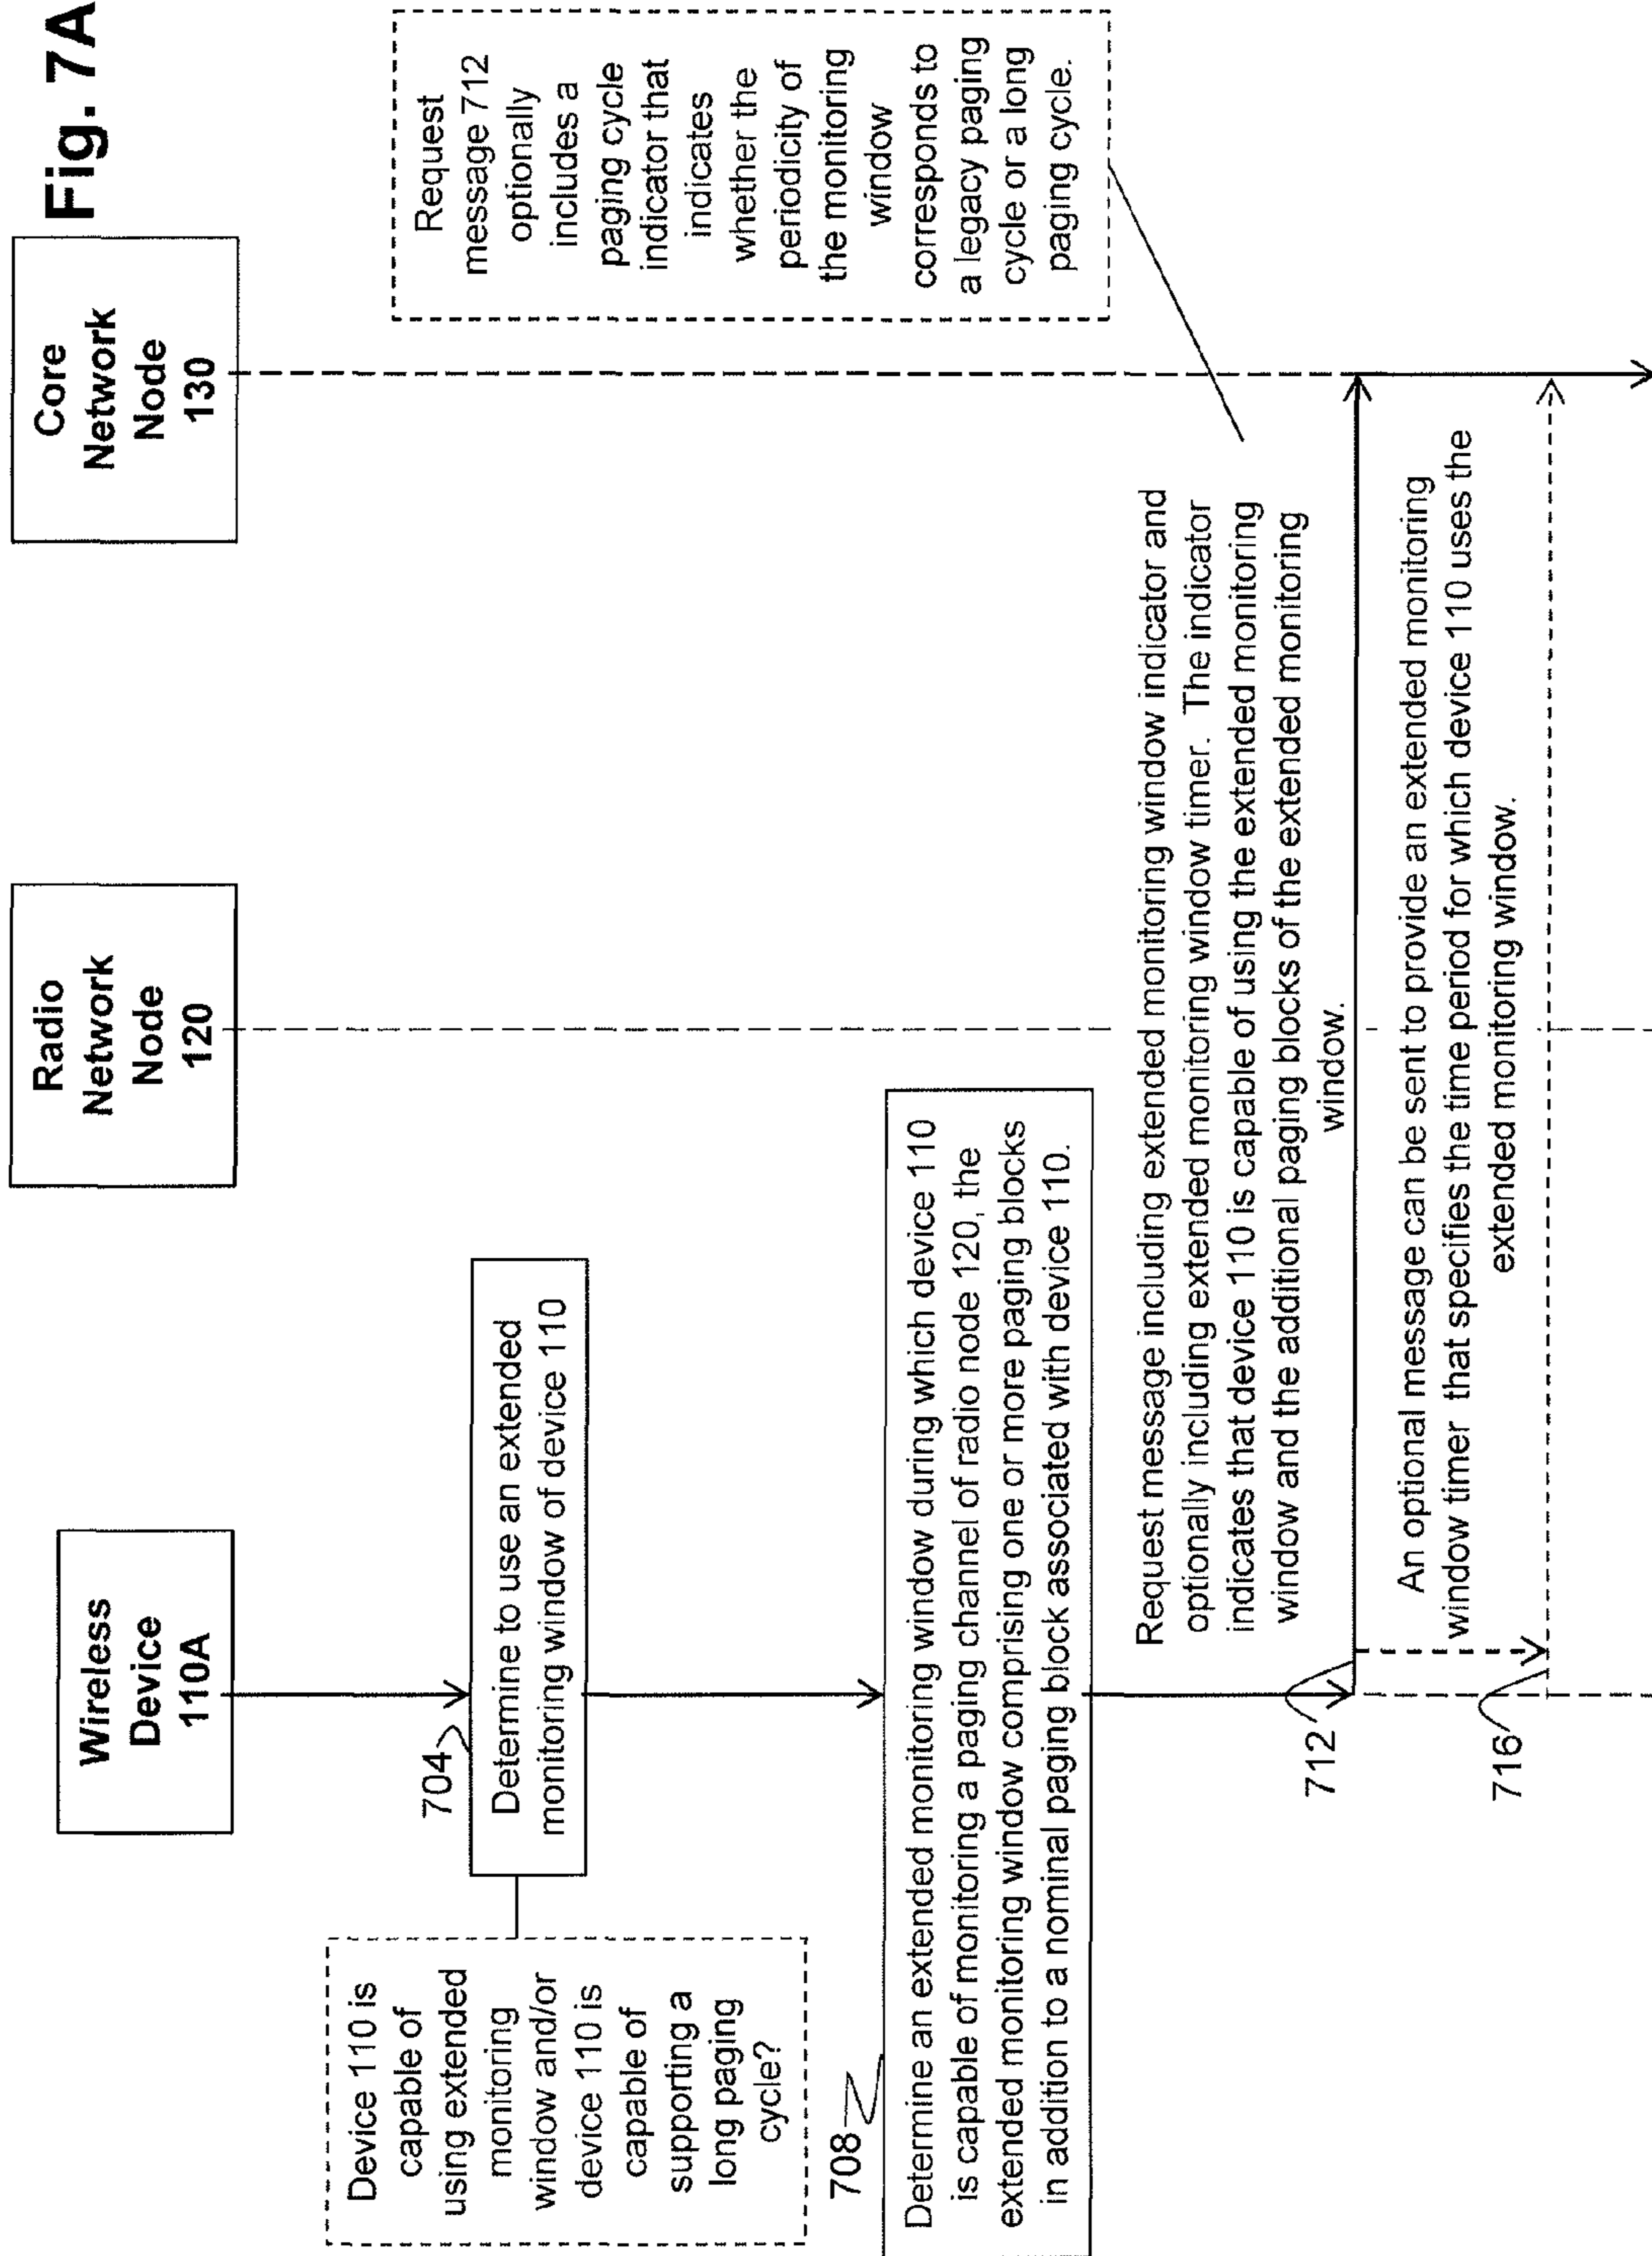 Fig. 7A
Wireless
Device
110A
Radio
Network
Node
120
Core
Network
Node
130
Device 110 is
capable of
using extended
monitoring
window and/or
device 110 is
capable of
supporting a
long paging
cycle?
704
Determine to use an extended
monitoring window of device 110
Request
message 712
optionally
includes a
paging cycle
indicator that
indicates
whether the
periodicity of
the monitoring
window
corresponds to
a legacy paging
cycle or a long
paging cycle.
708
Determine an extended monitoring window during which device 110
is capable of monitoring a paging channel of radio node 120, the
extended monitoring window comprising one or more paging blocks
in addition to a nominal paging block associated with device 110.
Request message including extended monitoring window indicator and
optionally including extended monitoring window timer. The indicator
indicates that device 110 is capable of using the extended monitoring
window and the additional paging blocks of the extended monitoring
window.
712
An optional message can be sent to provide an extended monitoring
window timer that specifies the time period for which device 110 uses the
extended monitoring window.
716